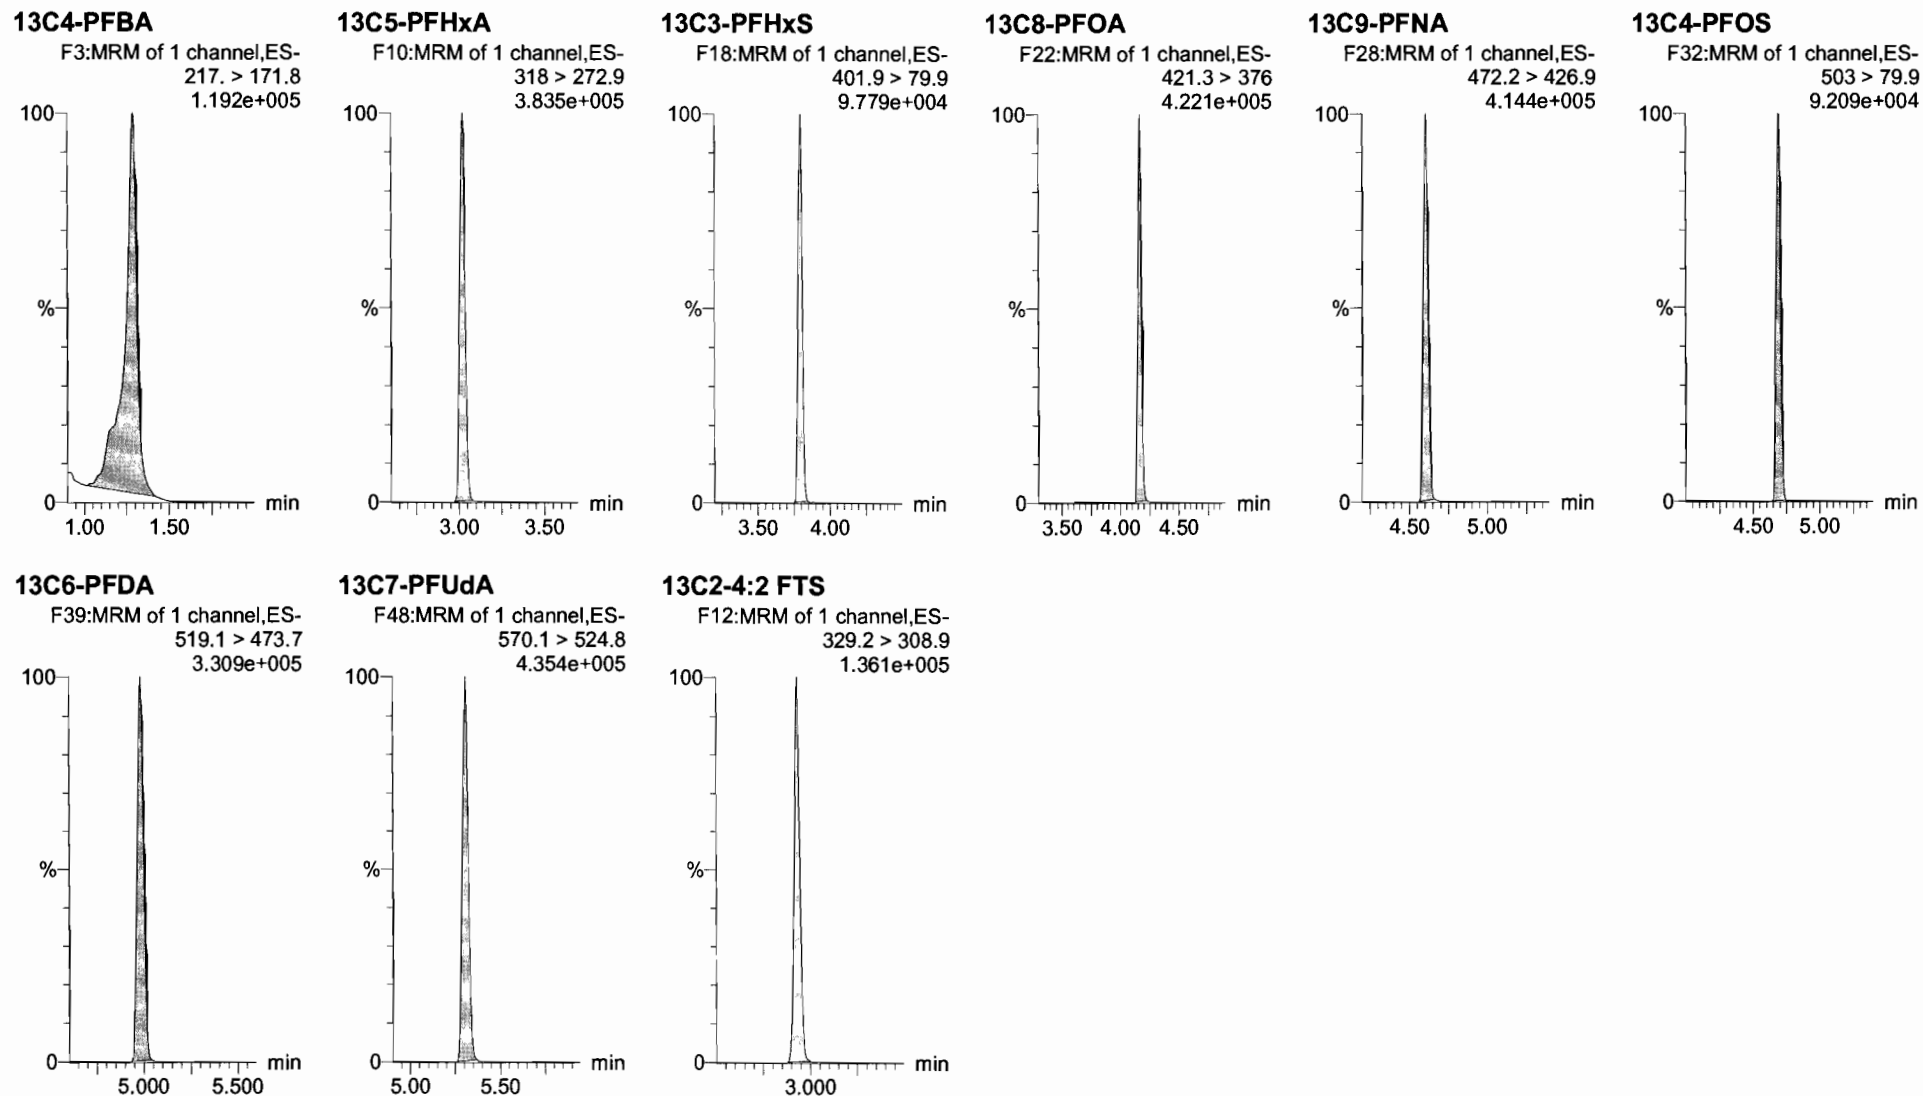 13C4-PFBA
F3:MRM of 1 channel,ES-
217. > 171.8
1.192e+005
100
%
0
min
1.00 1.50
13C5-PFHxA
F10:MRM of 1 channel,ES-
318 > 272.9
3.835e+005
100
%
0
min
3.00 3.50
13C3-PFHxS
F18:MRM of 1 channel,ES-
401.9 > 79.9
9.779e+004
100
%
0
min
3.50 4.00
13C8-PFOA
F22:MRM of 1 channel,ES-
421.3 > 376
4.221e+005
100
%
0
min
3.50 4.00 4.50
13C9-PFNA
F28:MRM of 1 channel,ES-
472.2 > 426.9
4.144e+005
100
%
0
min
4.50 5.00
13C4-PFOS
F32:MRM of 1 channel,ES-
503 > 79.9
9.209e+004
100
%
0
min
4.50 5.00
13C6-PFDA
F39:MRM of 1 channel,ES-
519.1 > 473.7
3.309e+005
100
%
0
min
5.000 5.500
13C7-PFUdA
F48:MRM of 1 channel,ES-
570.1 > 524.8
4.354e+005
100
%
0
min
5.00 5.50
13C2-4:2 FTS
F12:MRM of 1 channel,ES-
329.2 > 308.9
1.361e+005
100
%
0
min
3.000